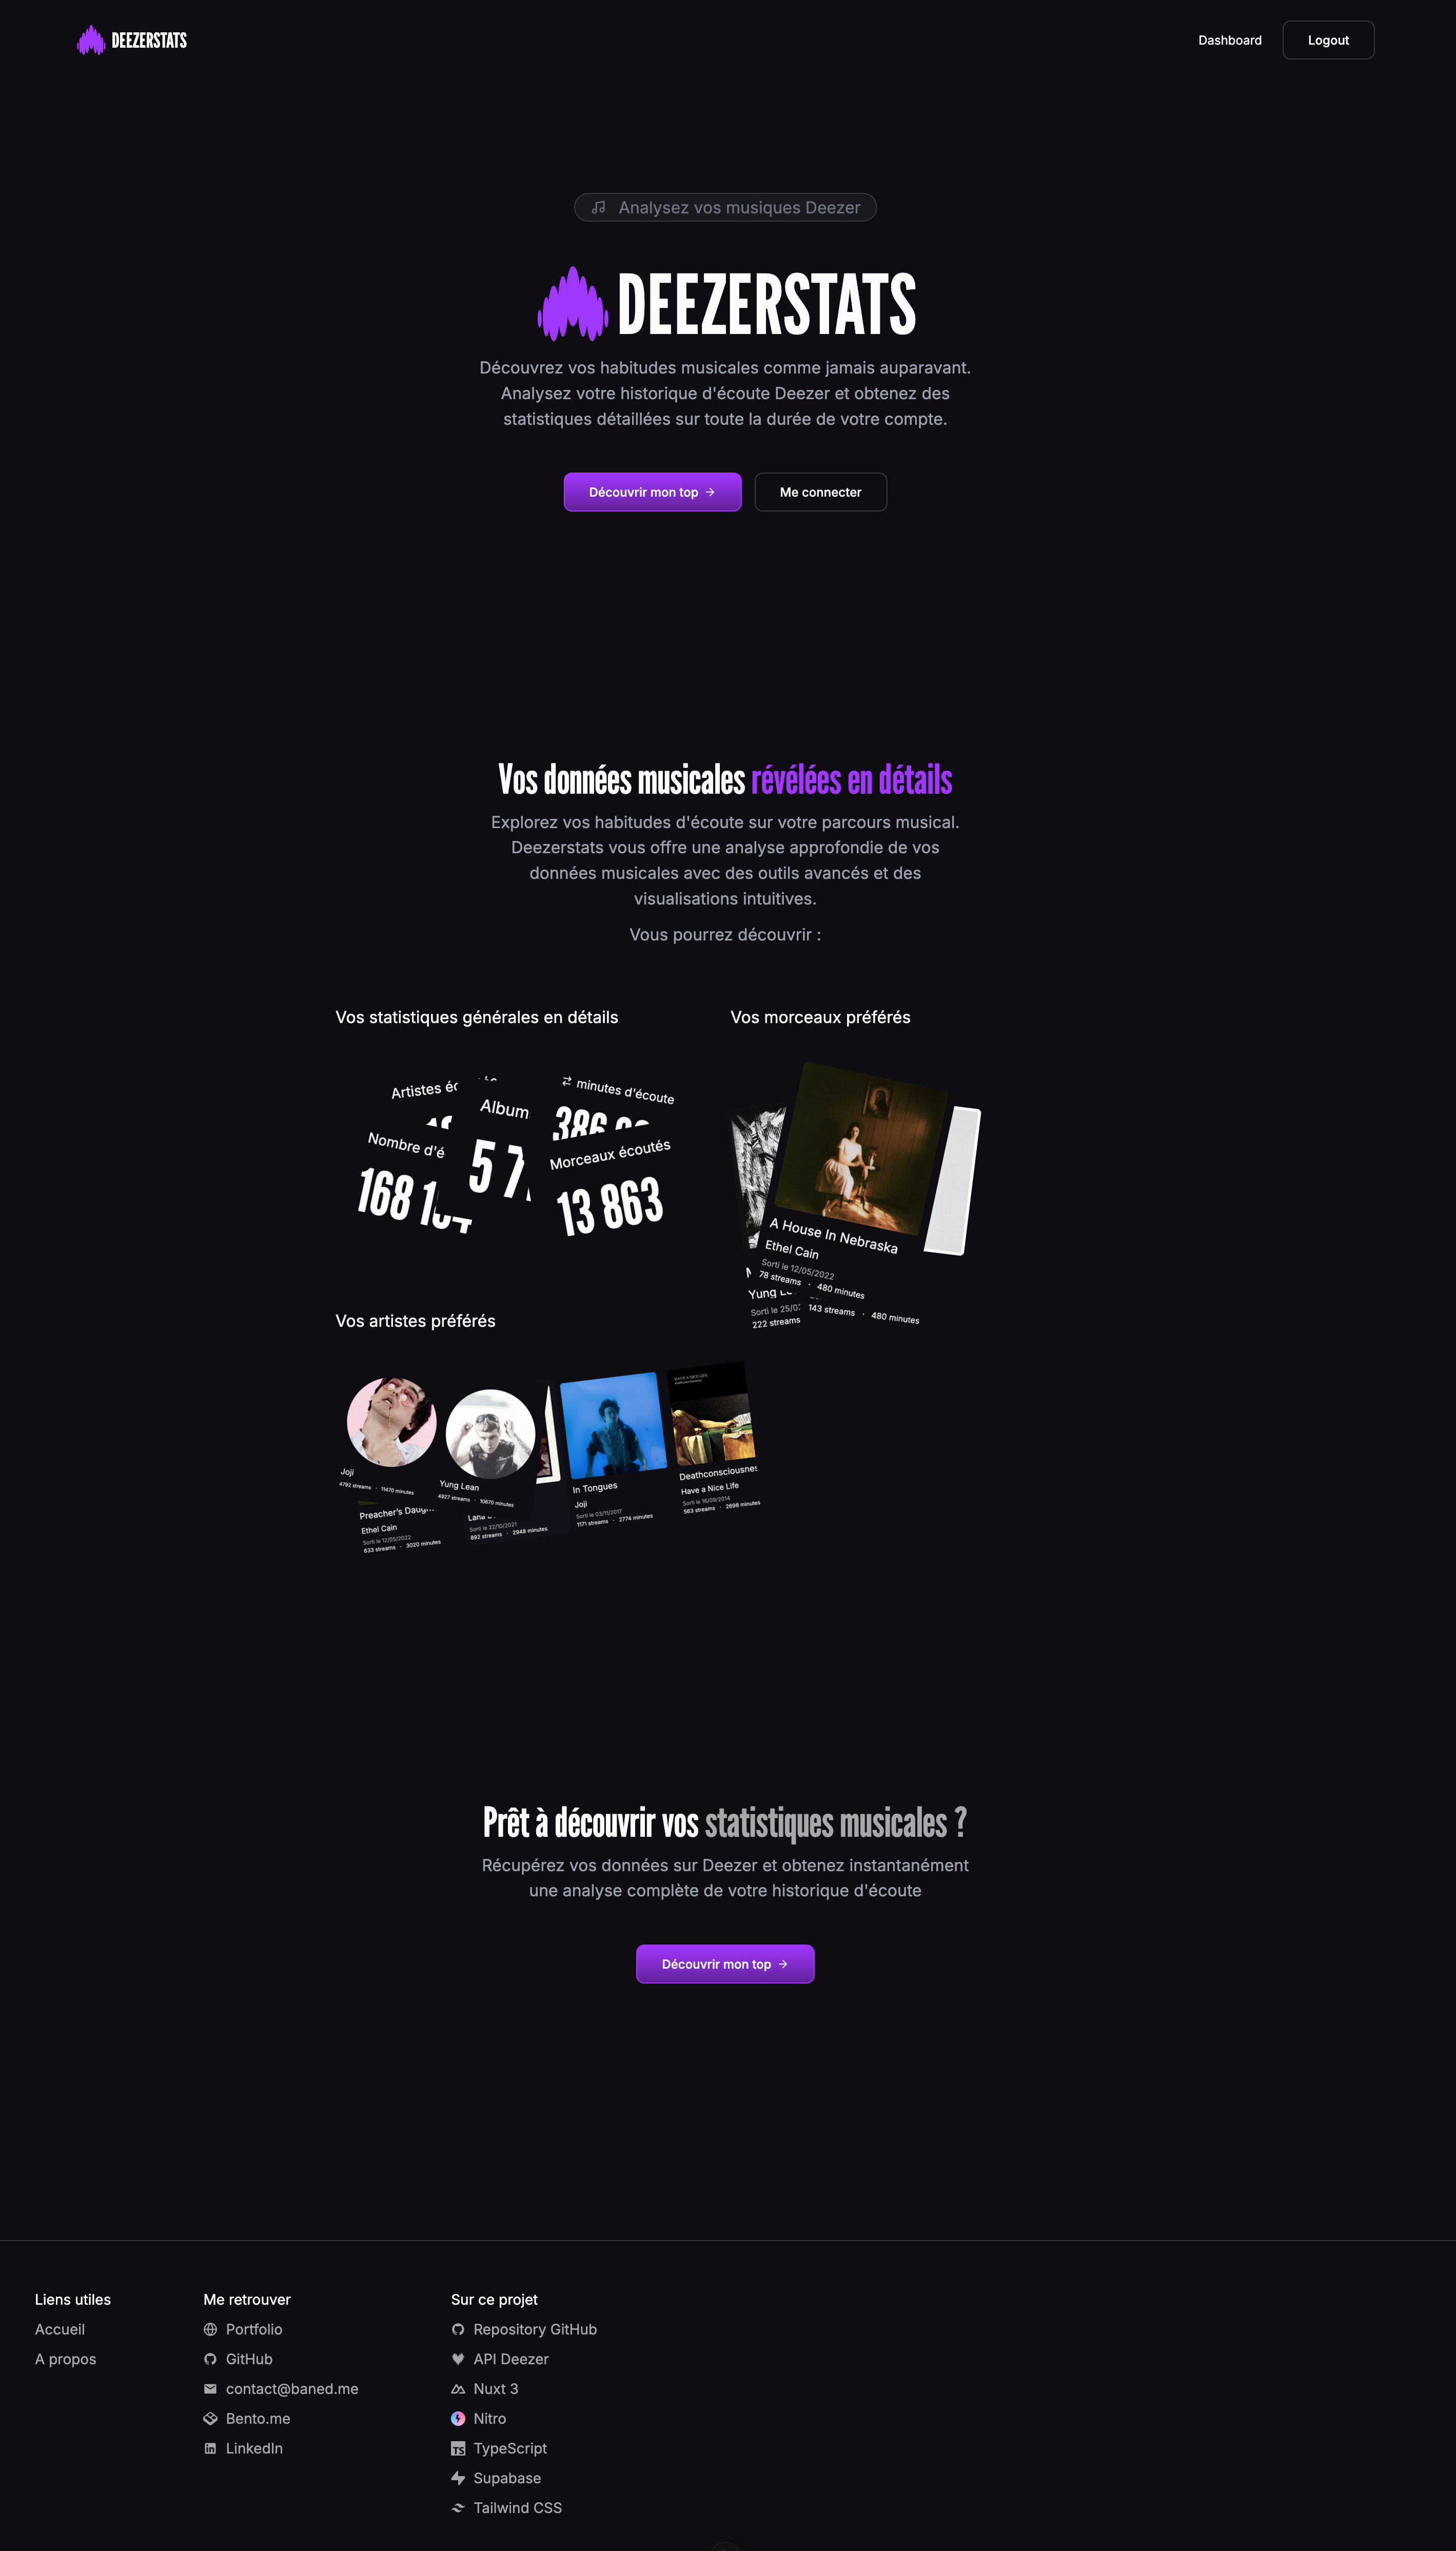 DEEZERSTATS
Dashboard
Logout
Analysez vos musiques Deezer
DEEZERSTATS
Découvrez vos habitudes musicales comme jamais auparavant.
Analysez votre historique d'écoute Deezer et obtenez des
statistiques détaillées sur toute la durée de votre compte.
Découvrir mon top →
Me connecter
Vos données musicales révélées en détails
Explorez vos habitudes d'écoute sur votre parcours musical.
Deezerstats vous offre une analyse approfondie de vos
données musicales avec des outils avancés et des
visualisations intuitives.
Vous pourrez découvrir :
Vos statistiques générales en détails
Artistes
Album
minutes d'écoute
386
Nombre
168
5 7
Morceaux écoutés
13 863
Vos morceaux préférés
A House In Nebraska
Ethel Cain
Sorti le 12/05/2022
78 streams · 480 minutes
Yung
Sorti le 25/0
222 streams
143 streams · 480 minutes
Vos artistes préférés
Joji
4792 streams · 11470 minutes
Yung Lean
4927 streams · 10670 minutes
Preacher's
Ethel Cain
Sorti le 12/05/2022
633 streams · 3020 minutes
Lana
Sorti le 22/10/2021
892 streams · 2948 minutes
In Tongues
Joji
Sorti le 03/11/2017
1171 streams · 2774 minutes
HAVE A NICE LIFE
Deathconsciousnes
Have a Nice Life
Sorti le 16/09/2014
563 streams · 2698 minutes
Prêt à découvrir vos statistiques musicales ?
Récupérez vos données sur Deezer et obtenez instantanément
une analyse complète de votre historique d'écoute
Découvrir mon top →
Liens utiles
Accueil
A propos
Me retrouver
Portfolio
GitHub
contact@baned.me
Bento.me
LinkedIn
Sur ce projet
Repository GitHub
API Deezer
Nuxt 3
Nitro
TS TypeScript
Supabase
Tailwind CSS